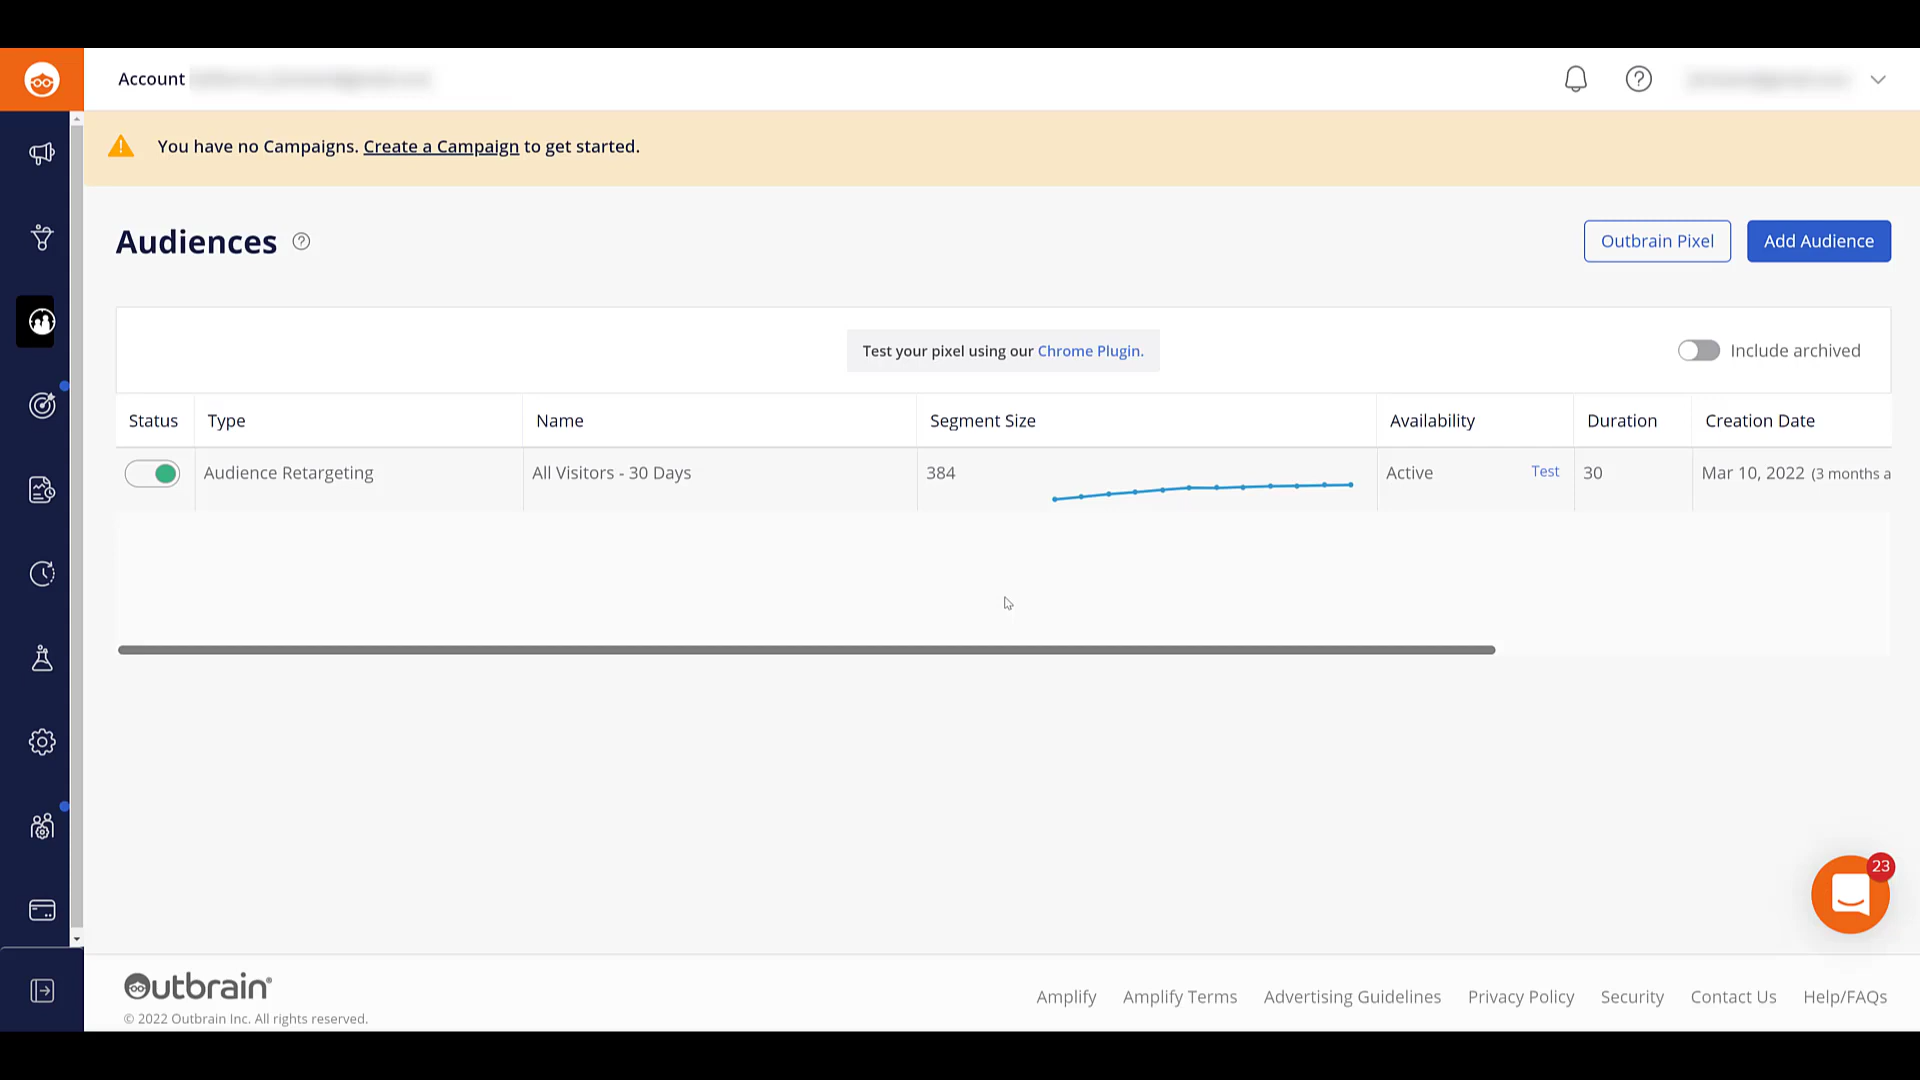 Account
You have no Campaigns. Create a Campaign to get started.
Audiences
Outbrain Pixel
Add Audience
Test your pixel using our Chrome Plugin.
Include archived
Status Type Name Segment Size Availability Duration Creation Date
Audience Retargeting All Visitors - 30 Days 384 Active Test 30 Mar 10, 2022 (3 months a
23
Outbrain
© 2022 Outbrain Inc. All rights reserved.
Amplify Amplify Terms Advertising Guidelines Privacy Policy Security Contact Us Help/FAQs